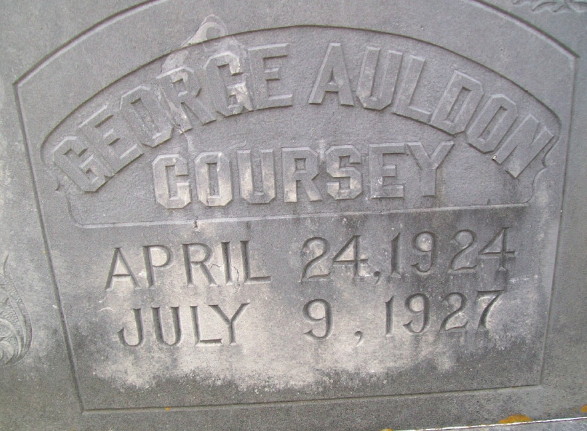 GEORGE AULDON
COURSEY
APRIL 24, 1924
JULY 9, 1927